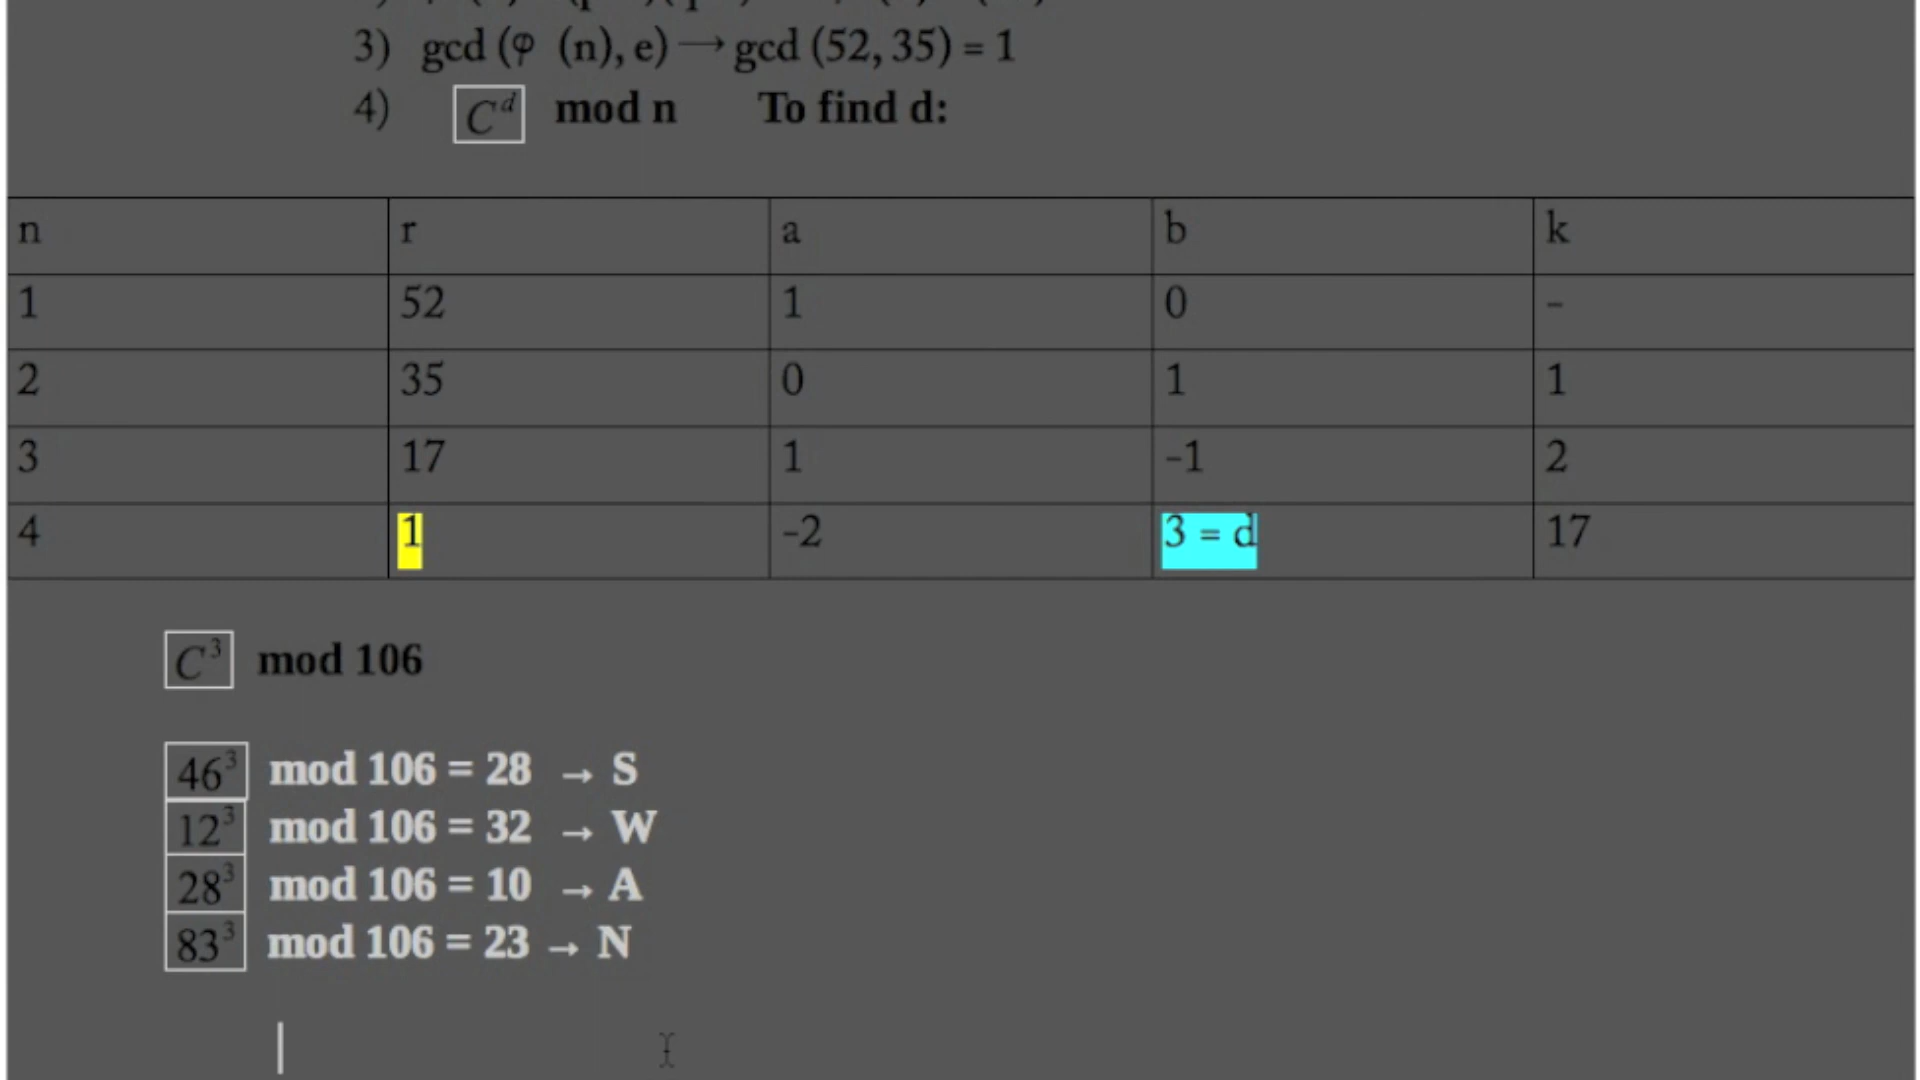 3) gcd (φ (n), e) → gcd (52, 35) = 1
4) C^d mod n To find d:
n r a b k
1 52 1 0 -
2 35 0 1 1
3 17 1 -1 2
4 1 -2 3 = d 17
C^3 mod 106
46^3 mod 106 = 28 → S
12^3 mod 106 = 32 → W
28^3 mod 106 = 10 → A
83^3 mod 106 = 23 → N